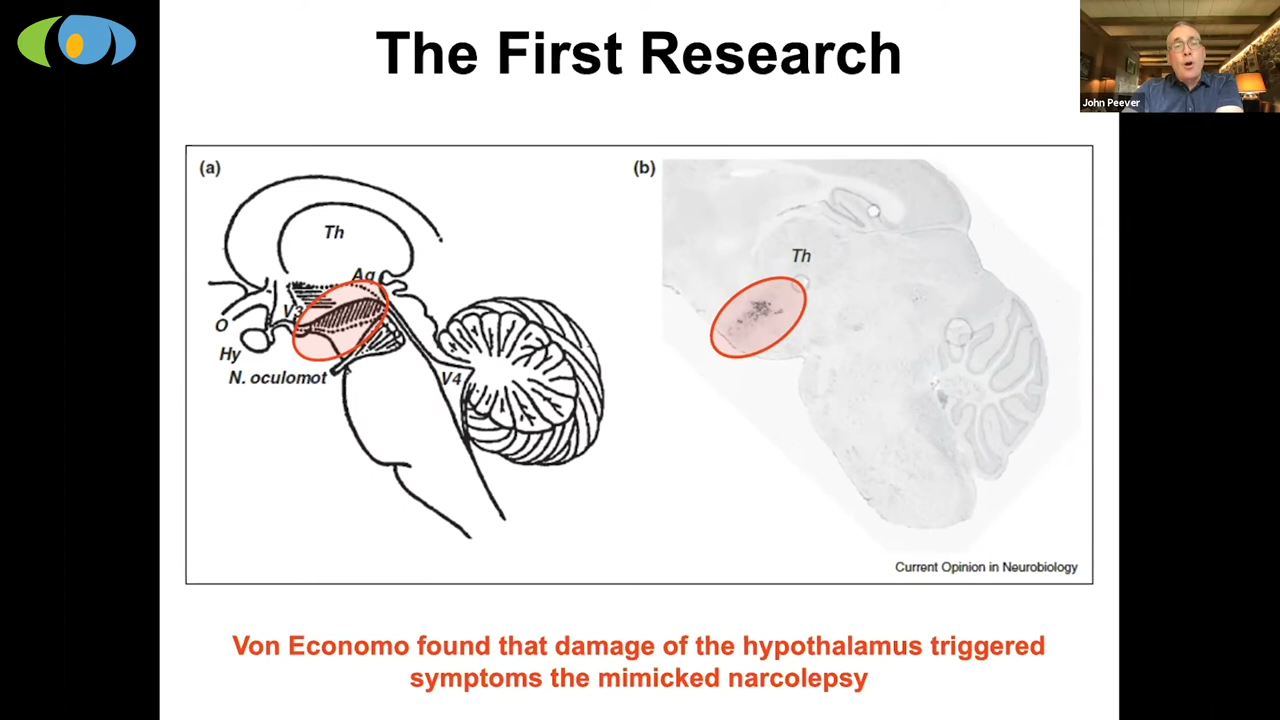 The First Research
John Peever
(a)
(b)
Th
Th
Aq
V3
O
Hy
N. oculomot
V4
Current Opinion in Neurobiology
Von Economo found that damage of the hypothalamus triggered
symptoms the mimicked narcolepsy